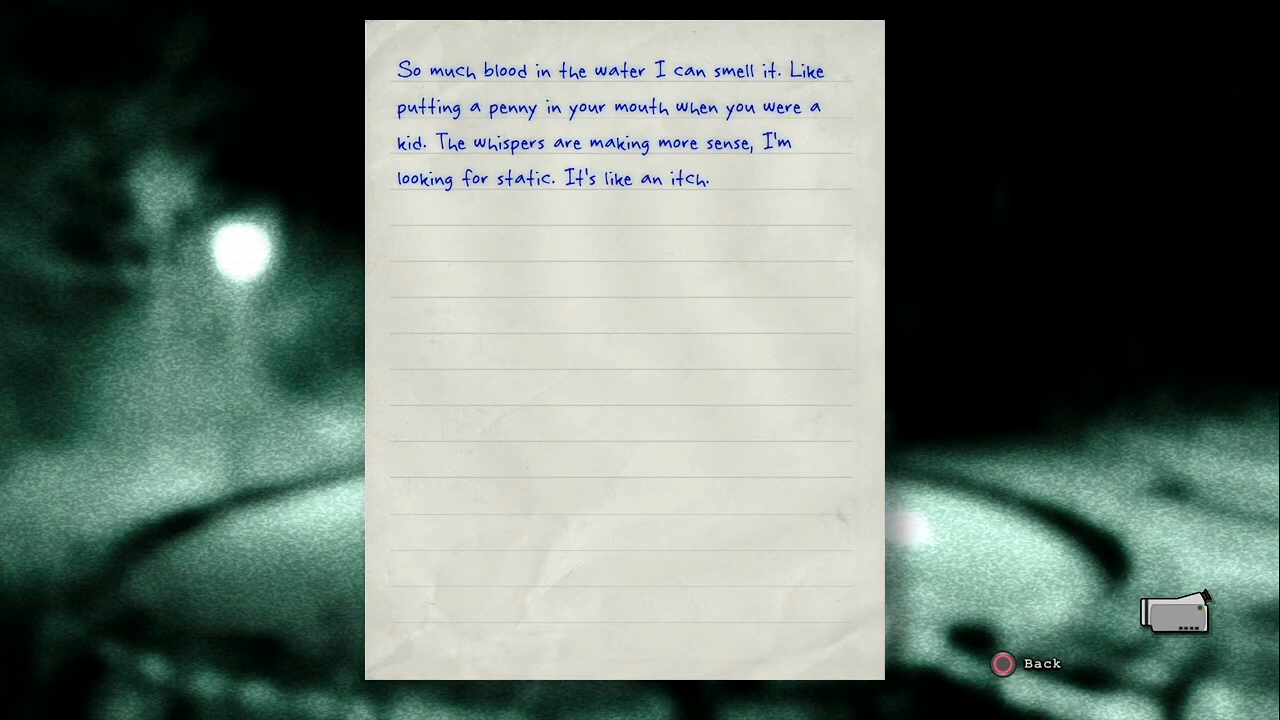 So much blood in the water I can smell it. Like
putting a penny in your mouth when you were a
kid. The whispers are making more sense, I'm
looking for static. It's like an itch.
Back